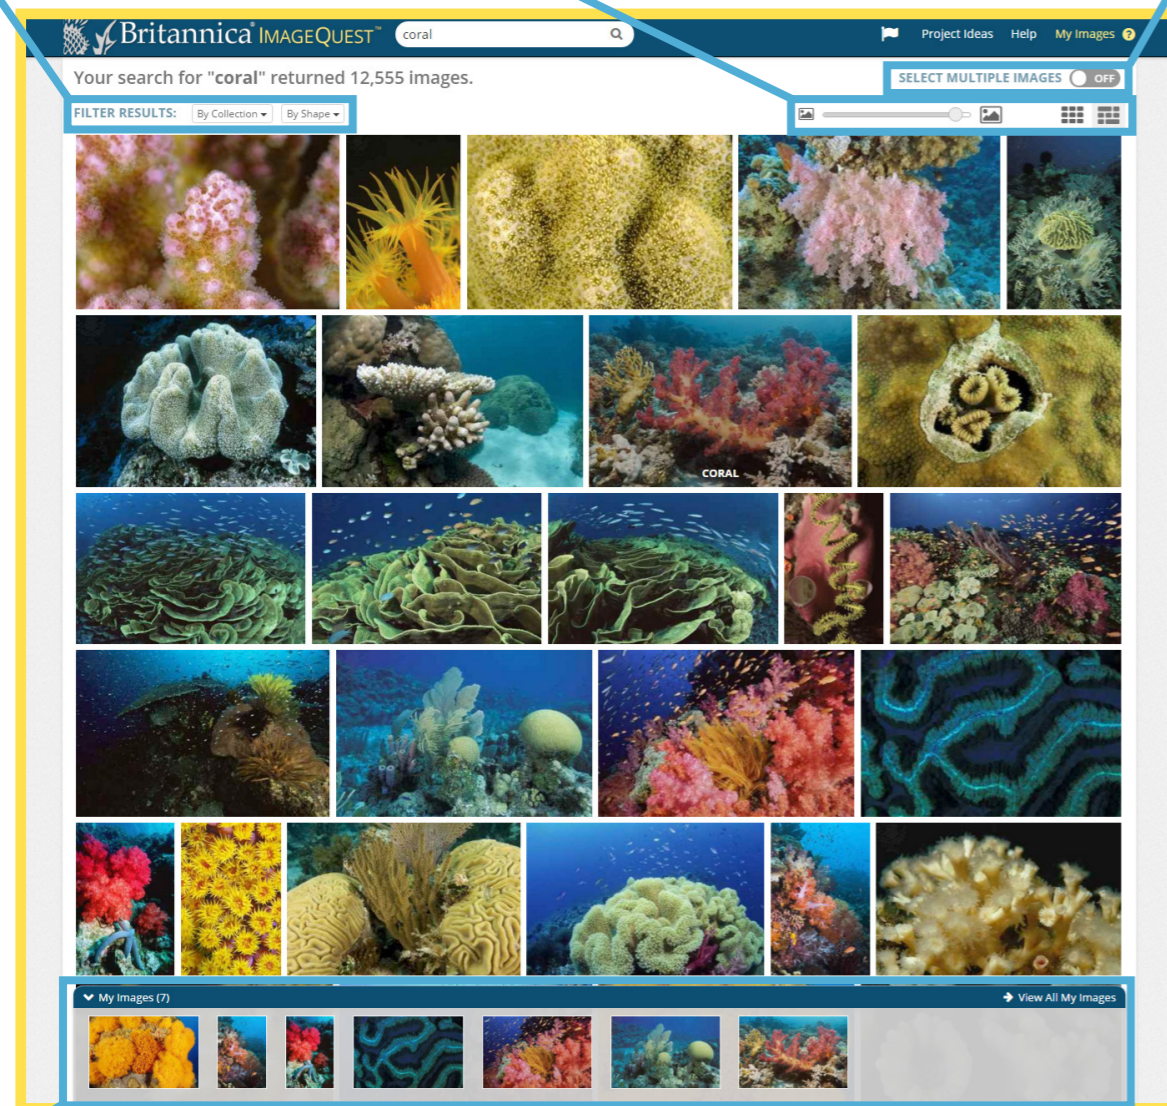 Britannica® IMAGEQUEST™
coral
Project Ideas Help My Images ?
Your search for "coral" returned 12,555 images.
SELECT MULTIPLE IMAGES OFF
FILTER RESULTS: By Collection By Shape
CORAL
My Images (7)
View All My Images